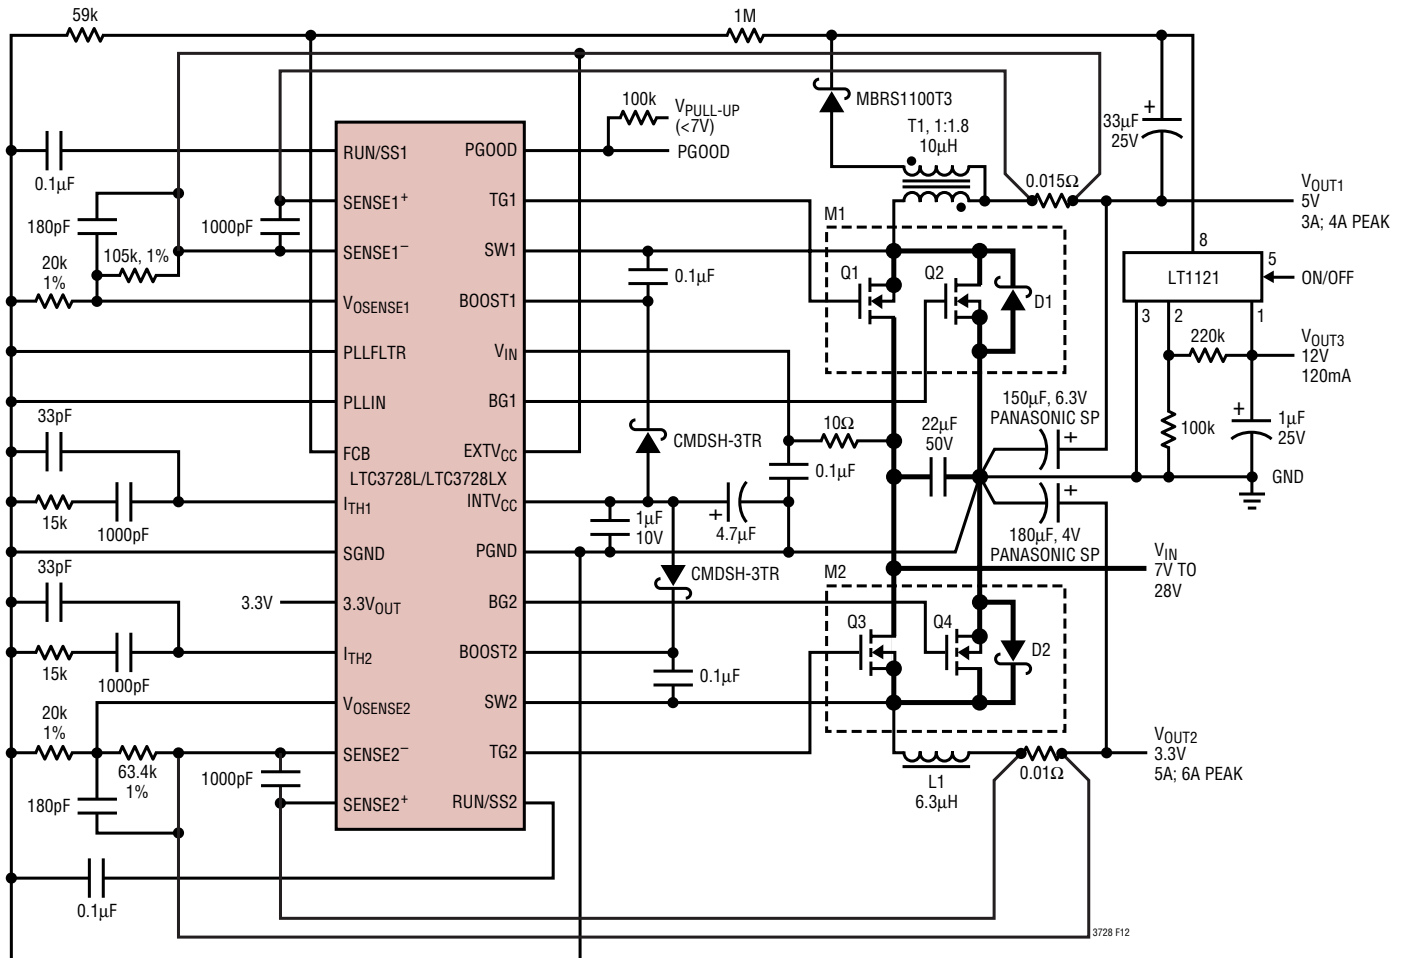 59k
1M
100k
V PULL-UP
(<7V)
PGOOD
MBRS1100T3
T1, 1:1.8
10μH
33μF
25V
0.015Ω
VOUT1
5V
3A; 4A PEAK
0.1μF
180pF
105k, 1%
1000pF
20k
1%
RUN/SS1
SENSE1+
SENSE1–
VOSENSE1
PLLFLTR
PLLIN
FCB
LTC3728L/LTC3728LX
ITH1
SGND
3.3VOUT
ITH2
VOSENSE2
SENSE2–
SENSE2+
PGOOD
TG1
SW1
BOOST1
VIN
BG1
EXTVCC
INTVCC
PGND
BG2
BOOST2
SW2
TG2
RUN/SS2
0.1μF
M1
Q1
Q2
D1
8
5
LT1121
ON/OFF
3
2
1
220k
VOUT3
12V
120mA
33pF
15k
1000pF
CMDSH-3TR
10Ω
0.1μF
22μF
50V
150μF, 6.3V
PANASONIC SP
100k
1μF
25V
GND
1μF
10V
4.7μF
180μF, 4V
PANASONIC SP
VIN
7V TO
28V
33pF
3.3V
15k
1000pF
CMDSH-3TR
0.1μF
M2
Q3
Q4
D2
20k
1%
63.4k
1%
180pF
1000pF
L1
6.3μH
0.01Ω
VOUT2
3.3V
5A; 6A PEAK
0.1μF
3728 F12